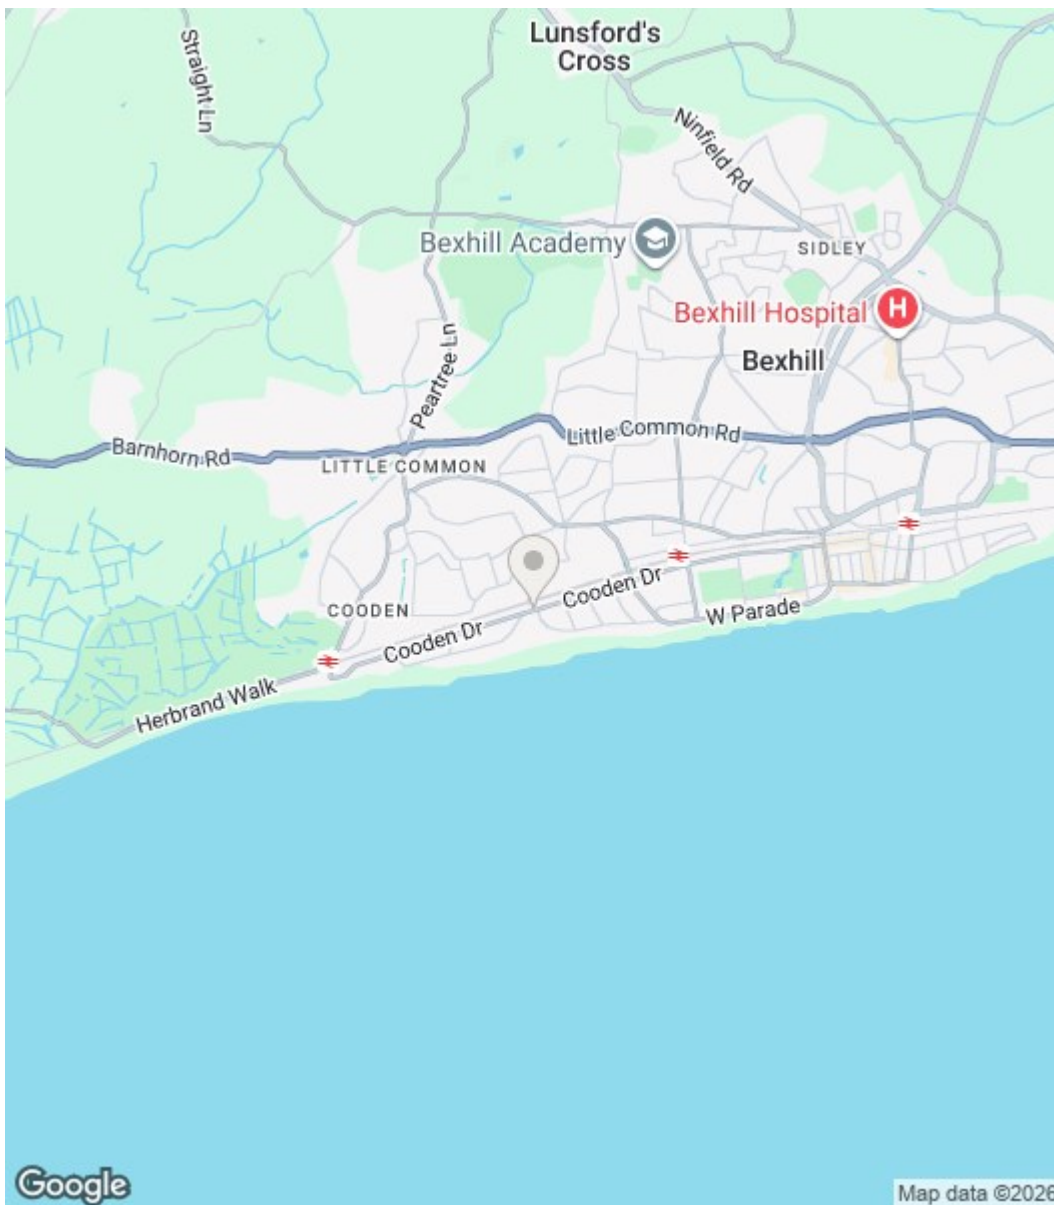 Lunsford's
Cross
Straight Ln
Ninfield Rd
Bexhill Academy
SIDLEY
Bexhill Hospital
H
Bexhill
Peartree Ln
Barnhorn Rd
Little Common Rd
LITTLE COMMON
COODEN
Cooden Dr
Cooden Dr
W Parade
Herbrand Walk
Google
Map data ©2026